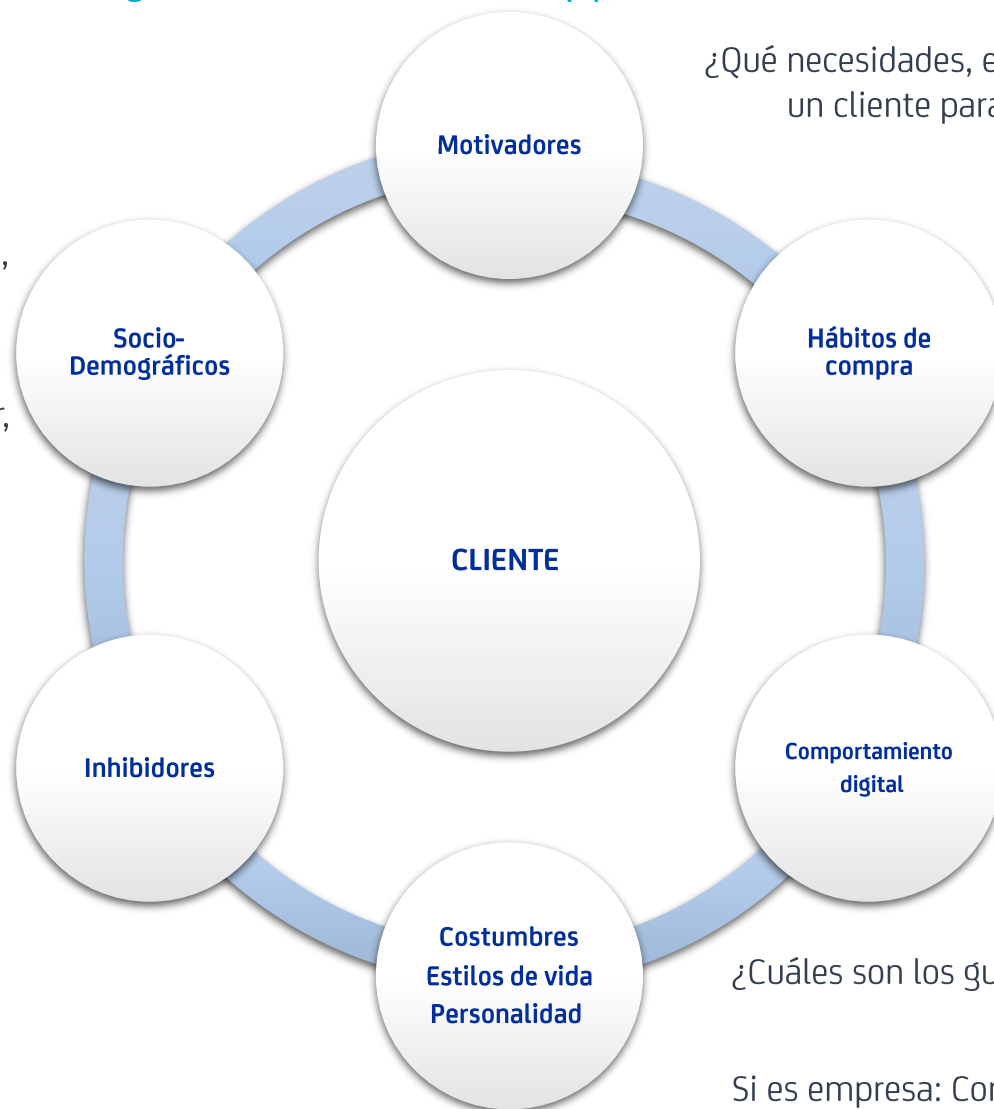 ¿Qué necesidades,
un cliente para
Motivadores
Socio-
Demográficos
Hábitos de
compra
CLIENTE
Inhibidores
Comportamiento
digital
Costumbres
Estilos de vida
Personalidad
¿Cuáles son los
Si es empresa: